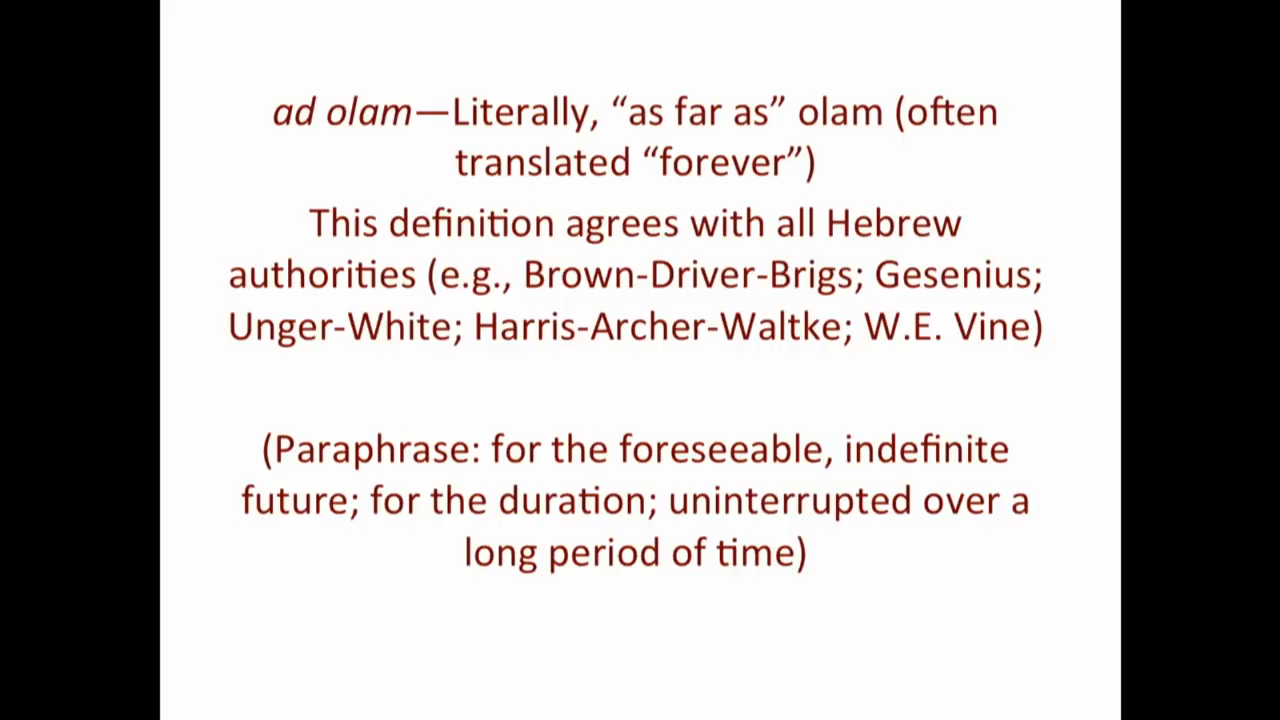 ad olam—Literally, “as far as” olam (often
translated “forever”)
This definition agrees with all Hebrew
authorities (e.g., Brown-Driver-Brigs; Gesenius;
Unger-White; Harris-Archer-Waltke; W.E. Vine)
(Paraphrase: for the foreseeable, indefinite
future; for the duration; uninterrupted over a
long period of time)